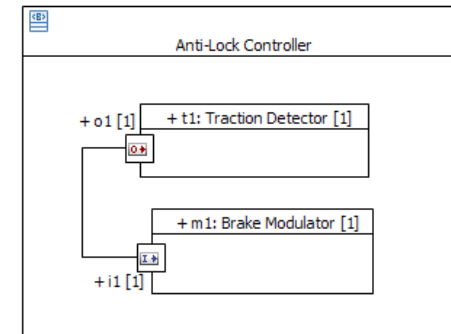 «B»
Anti-Lock Controller
+ o1 [1]
+ t1: Traction Detector [1]
O
+ m1: Brake Modulator [1]
I
+ i1 [1]